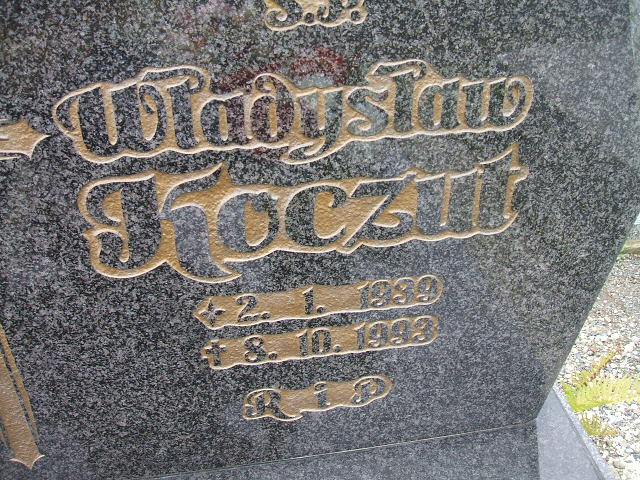 Ś.P.
Władysław
Koczut
2. 1. 1939
† 8. 10. 1993
R i P